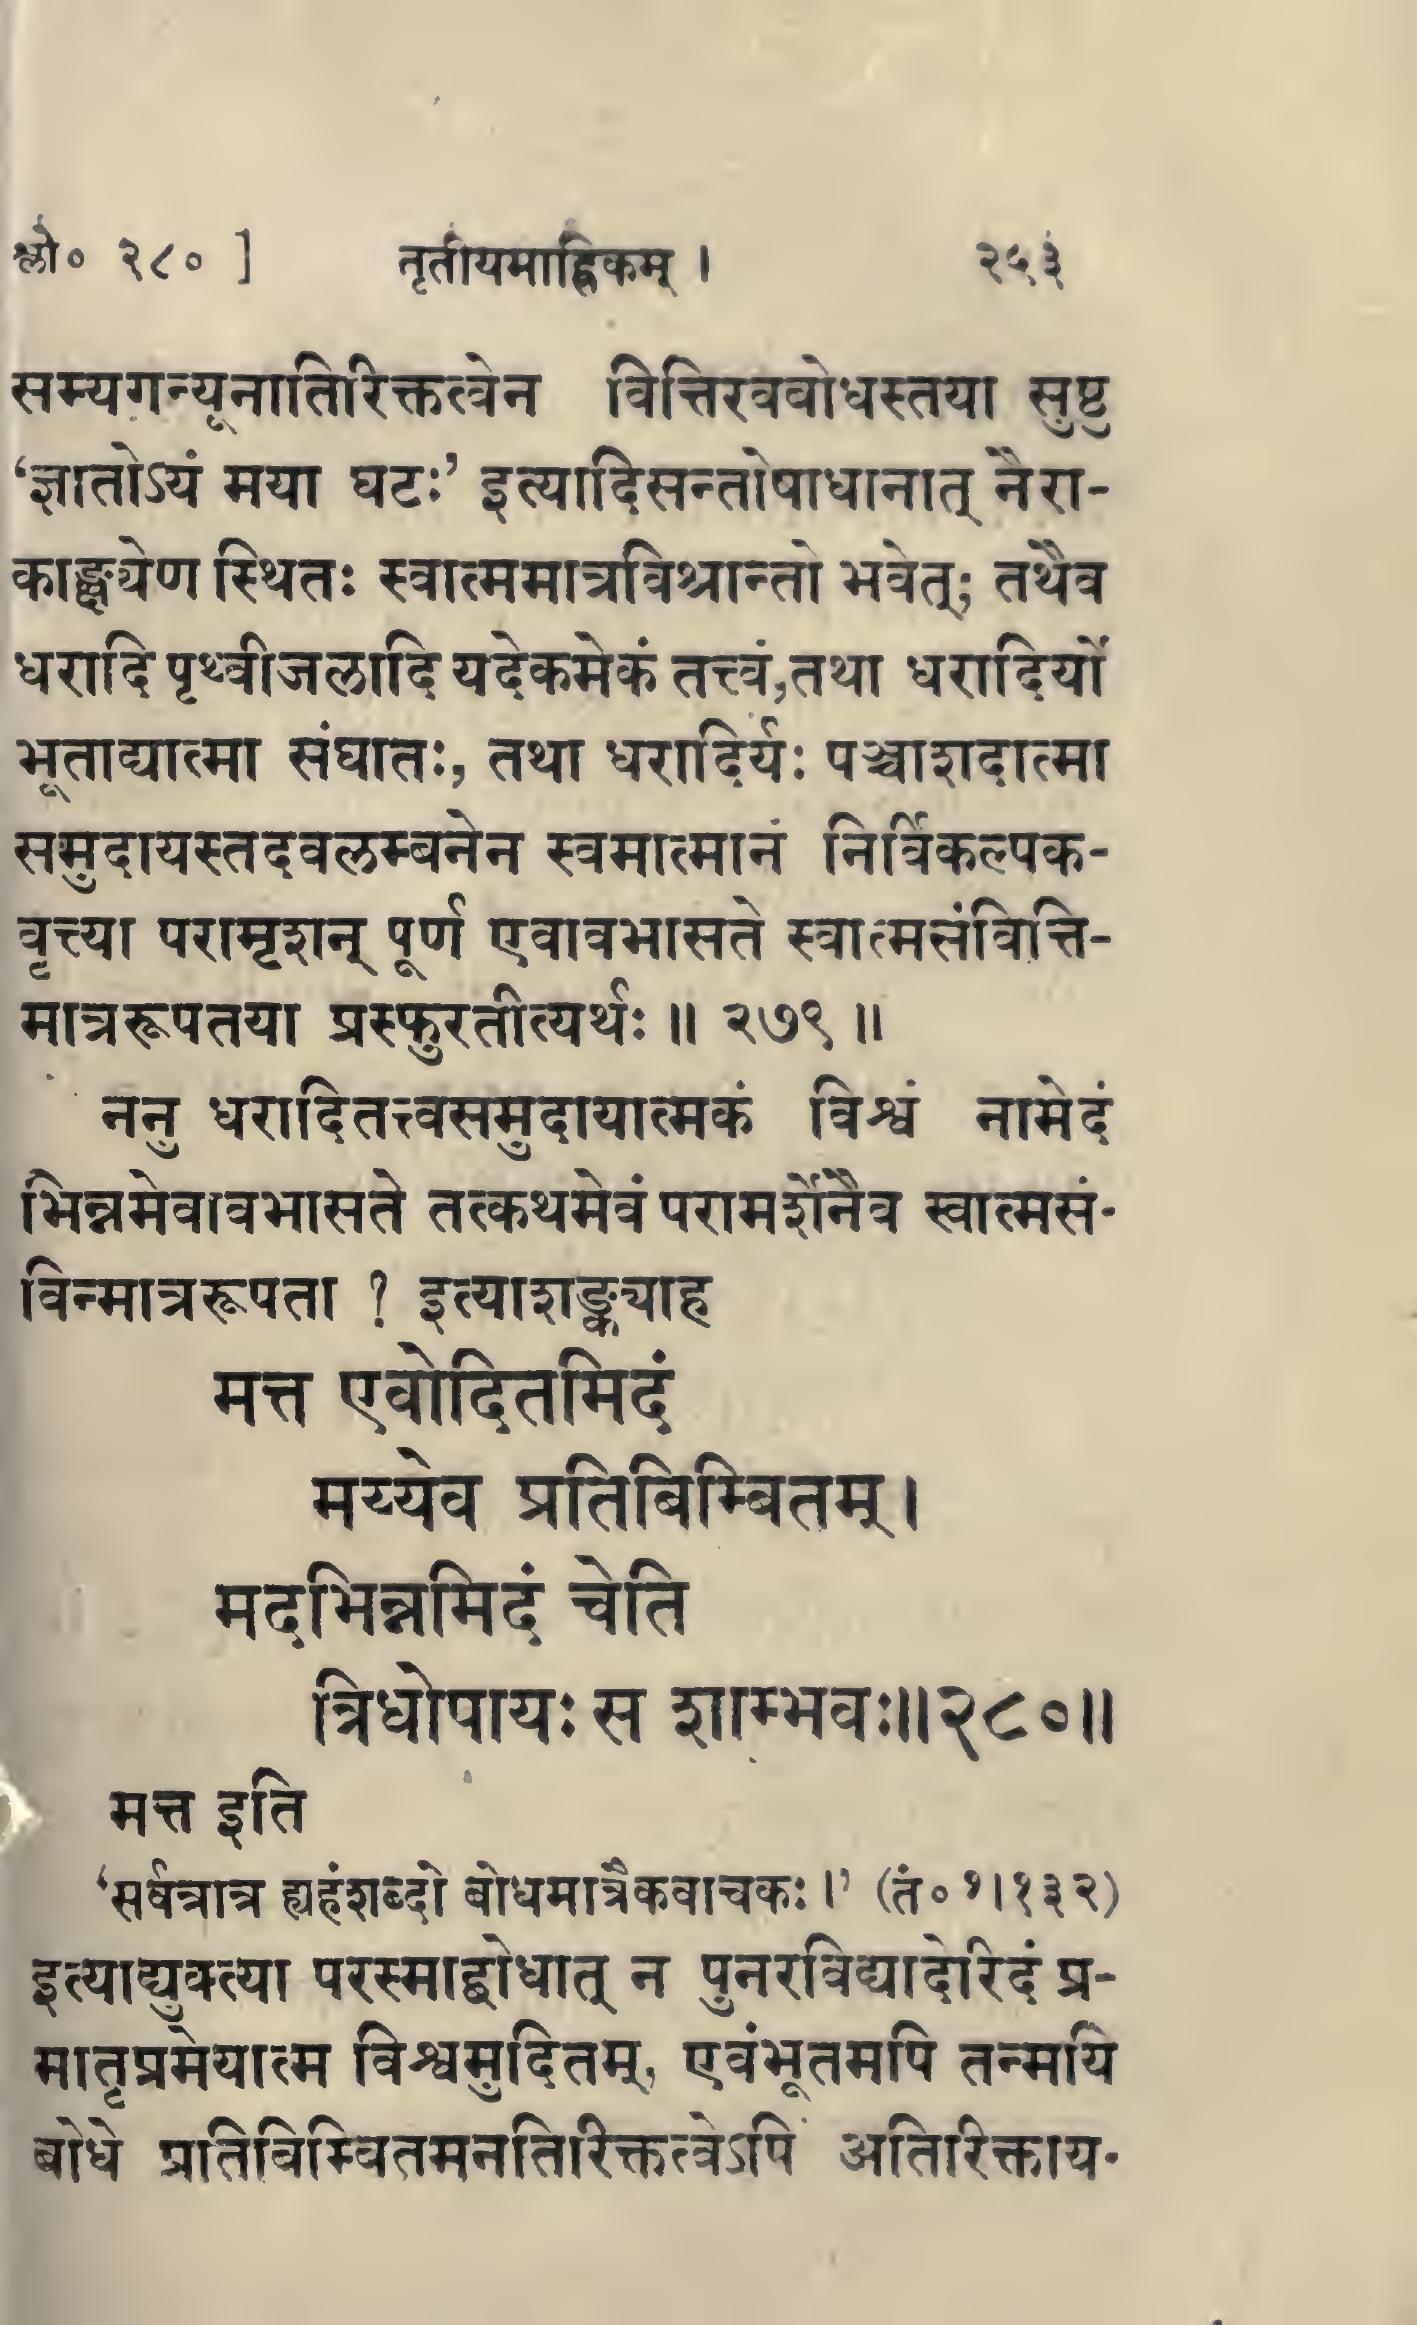 श्लो० २८० ] तृतीयमाह्निकम् । २५३
सम्यगन्यूनातिरिक्तत्वेन वित्तिरवबोधस्तया सुष्ठु
‘ज्ञातोऽयं मया घटः’ इत्यादिसन्तोषाधानात् नैरा-
काङ्क्ष्येण स्थितः स्वात्ममात्रविश्रान्तो भवेत्; तथैव
धरादि पृथ्वीजलादि यदेकमेकं तत्त्वं, तथा धरादिर्यो
भूताद्यात्मा संघातः, तथा धरादिर्यः पञ्चाशदात्मा
समुदायस्तदवलम्बनेन स्वमात्मानं निर्विकल्पक-
वृत्त्या परामृशन् पूर्ण एवावभासते स्वात्मसंवित्ति-
मात्ररूपतया प्रस्फुरतीत्यर्थः ॥ २७९ ॥
ननु धरादितत्त्वसमुदायात्मकं विश्वं नामेदं
भिन्नमेवावभासते तत्कथमेवं परामर्शेनैव स्वात्मसं-
विन्मात्ररूपता ? इत्याशङ्क्याह
मत्त एवोदितमिदं
मय्येव प्रतिबिम्बितम् ।
मदभिन्नमिदं चेति
त्रिधोपायः स शाम्भवः॥२८०॥
मत्त इति
‘सर्वत्रात्र ह्यहंशब्दो बोधमात्रैकवाचकः ।’ (तं० १।१३२)
इत्याद्युक्त्या परस्माद्बोधात् न पुनरविद्यादेरिदं प्र-
मातृप्रमेयात्म विश्वमुदितम्, एवंभूतमपि तन्मयि
बोधे प्रतिबिम्बितमनतिरिक्तत्वेऽपि अतिरिक्ताय-